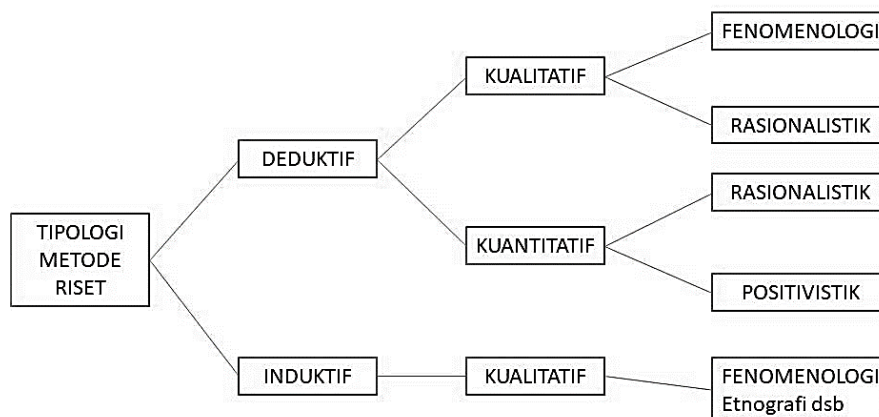 FENOMENOLOGI
KUALITATIF
RASIONALISTIK
DEDUKTIF
RASIONALISTIK
TIPOLOGI
METODE
RISET
KUANTITATIF
POSITIVISTIK
INDUKTIF
KUALITATIF
FENOMENOLOGI
Etnografi dsb